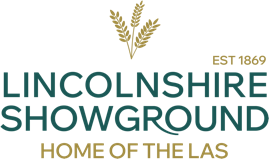 EST 1869
LINCOLNSHIRE
SHOWGROUND
HOME OF THE LAS